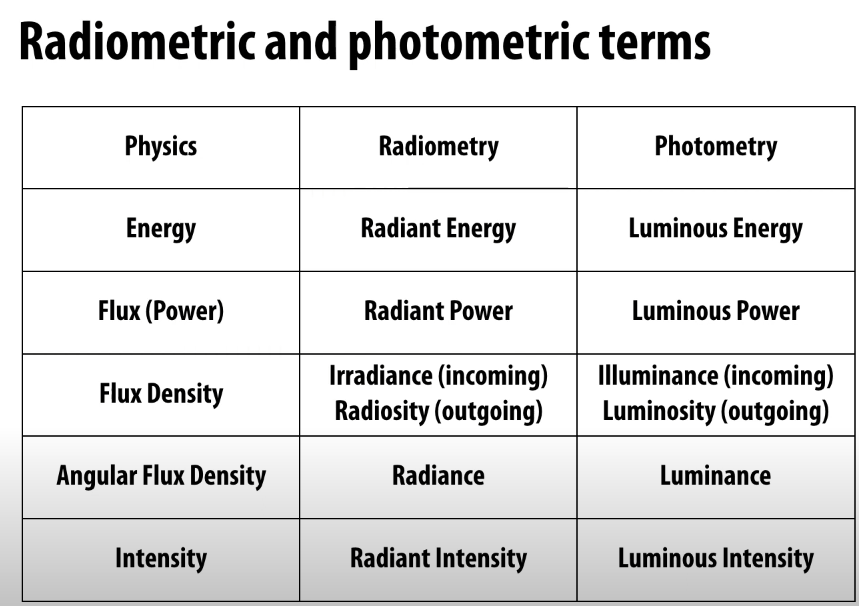 Radiometric and photometric terms
Physics Radiometry Photometry
Energy Radiant Energy Luminous Energy
Flux (Power) Radiant Power Luminous Power
Flux Density Irradiance (incoming) Illuminance (incoming)
Radiosity (outgoing) Luminosity (outgoing)
Angular Flux Density Radiance Luminance
Intensity Radiant Intensity Luminous Intensity